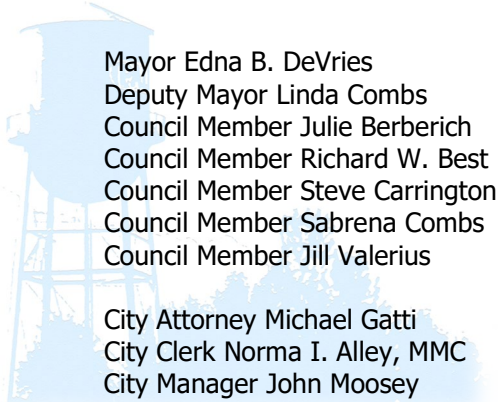 Mayor Edna B. DeVries
Deputy Mayor Linda Combs
Council Member Julie Berberich
Council Member Richard W. Best
Council Member Steve Carrington
Council Member Sabrena Combs
Council Member Jill Valerius
City Attorney Michael Gatti
City Clerk Norma I. Alley, MMC
City Manager John Moosey